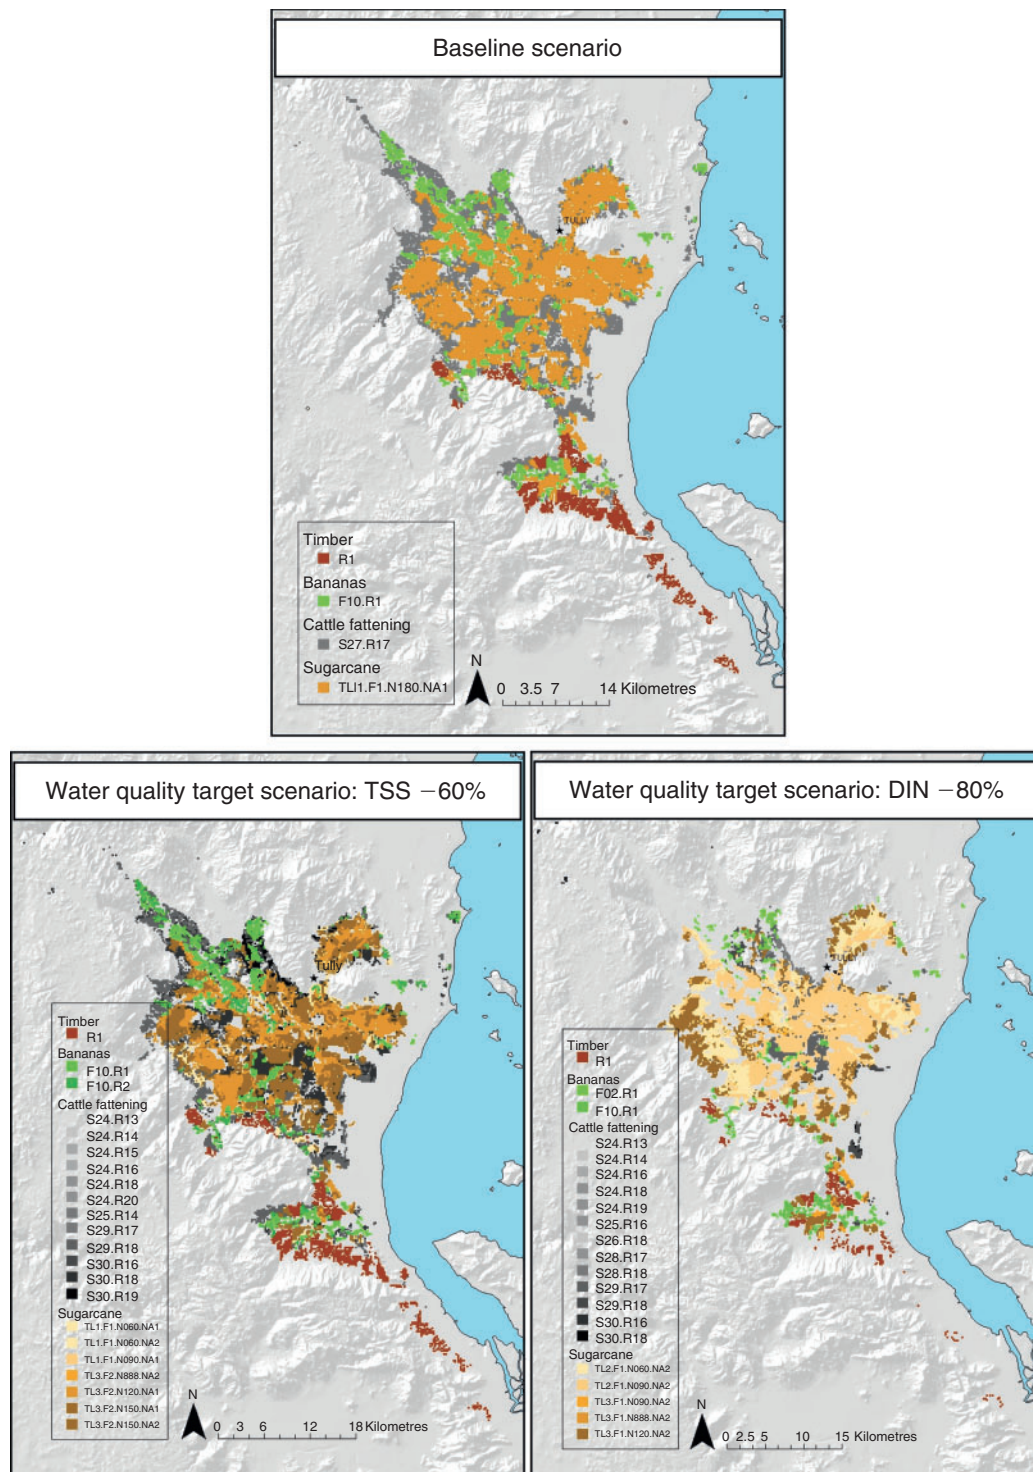 Baseline scenario
TULLY
Timber
R1
Bananas
F10.R1
Cattle fattening
S27.R17
Sugarcane
TLI1.F1.N180.NA1
N
0 3.5 7 14 Kilometres
Water quality target scenario: TSS −60%
Tully
Timber
R1
Bananas
F10.R1
F10.R2
Cattle fattening
S24.R13
S24.R14
S24.R15
S24.R16
S24.R18
S24.R20
S25.R14
S29.R17
S29.R18
S30.R16
S30.R18
S30.R19
Sugarcane
TL1.F1.N060.NA1
TL1.F1.N060.NA2
TL1.F1.N090.NA1
TL3.F2.N888.NA2
TL3.F2.N120.NA1
TL3.F2.N150.NA1
TL3.F2.N150.NA2
N
0 3 6 12 18 Kilometres
Water quality target scenario: DIN −80%
TULLY
Timber
R1
Bananas
F02.R1
F10.R1
Cattle fattening
S24.R13
S24.R14
S24.R16
S24.R18
S24.R19
S25.R16
S26.R18
S28.R17
S28.R18
S29.R17
S29.R18
S30.R16
S30.R18
Sugarcane
TL2.F1.N060.NA2
TL2.F1.N090.NA2
TL3.F1.N090.NA2
TL3.F1.N888.NA2
TL3.F1.N120.NA2
N
0 2.5 5 10 15 Kilometres